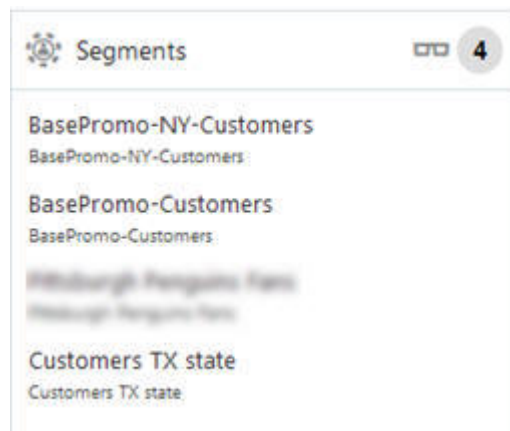 Segments
4
BasePromo-NY-Customers
BasePromo-NY-Customers
BasePromo-Customers
BasePromo-Customers
Customers TX state
Customers TX state